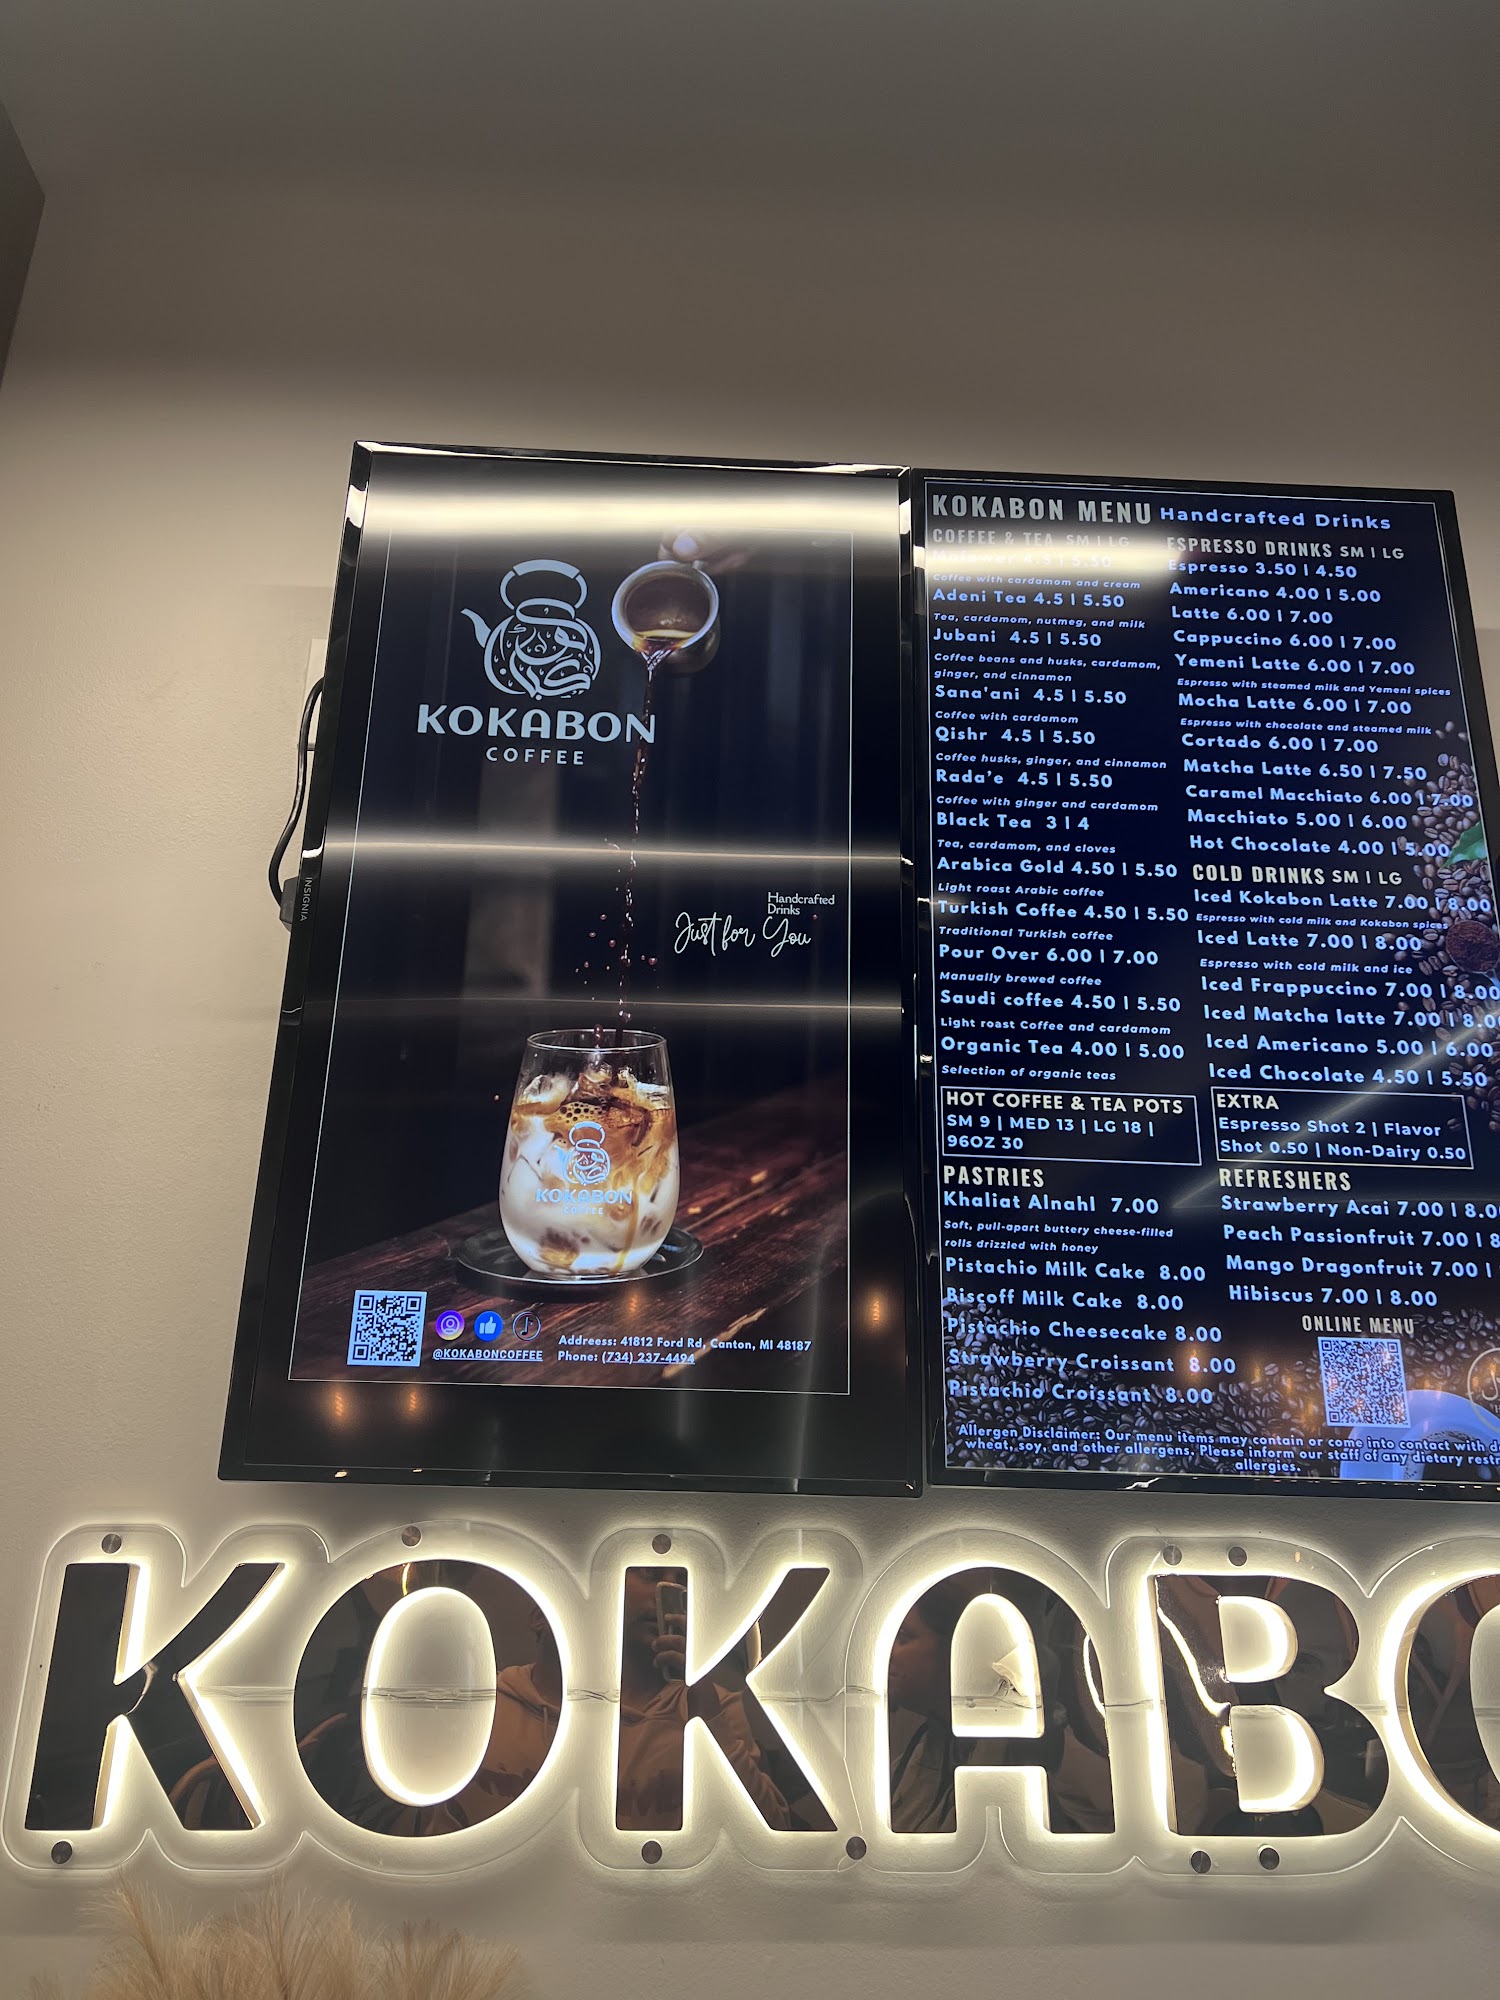 KOKABON
COFFEE
Handcrafted
Drinks
Just for You
KOKABON
COFFEE
@KOKABONCOFFEE
Addreess: 41812 Ford Rd, Canton, MI 48187
Phone: (734) 237-4494
INSIGNIA
KOKABON MENU Handcrafted Drinks
COFFEE & TEA SM | LG
4.5 | 5.50
Coffee with cardamom and cream
Adeni Tea 4.5 | 5.50
Tea, cardamom, nutmeg, and milk
Jubani 4.5 | 5.50
Coffee beans and husks, cardamom,
ginger, and cinnamon
Sana'ani 4.5 | 5.50
Coffee with cardamom
Qishr 4.5 | 5.50
Coffee husks, ginger, and cinnamon
Rada'e 4.5 | 5.50
Coffee with ginger and cardamom
Black Tea 3 | 4
Tea, cardamom, and cloves
Arabica Gold 4.50 | 5.50
Light roast Arabic coffee
Turkish Coffee 4.50 | 5.50
Traditional Turkish coffee
Pour Over 6.00 | 7.00
Manually brewed coffee
Saudi coffee 4.50 | 5.50
Light roast Coffee and cardamom
Organic Tea 4.00 | 5.00
Selection of organic teas
HOT COFFEE & TEA POTS
SM 9 | MED 13 | LG 18 |
96OZ 30
PASTRIES
Khaliat Alnahl 7.00
Soft, pull-apart buttery cheese-filled
rolls drizzled with honey
Pistachio Milk Cake 8.00
Biscoff Milk Cake 8.00
Pistachio Cheesecake 8.00
Strawberry Croissant 8.00
Pistachio Croissant 8.00
ESPRESSO DRINKS SM | LG
Espresso 3.50 | 4.50
Americano 4.00 | 5.00
Latte 6.00 | 7.00
Cappuccino 6.00 | 7.00
Yemeni Latte 6.00 | 7.00
Espresso with steamed milk and Yemeni spices
Mocha Latte 6.00 | 7.00
Espresso with chocolate and steamed milk
Cortado 6.00 | 7.00
Matcha Latte 6.50 | 7.50
Caramel Macchiato 6.00 | 7.00
Macchiato 5.00 | 6.00
Hot Chocolate 4.00 | 5.00
COLD DRINKS SM | LG
Iced Kokabon Latte 7.00 | 8.00
Espresso with cold milk and Kokabon spices
Iced Latte 7.00 | 8.00
Espresso with cold milk and ice
Iced Frappuccino 7.00 | 8.00
Iced Matcha latte 7.00 | 8.0
Iced Americano 5.00 | 6.00
Iced Chocolate 4.50 | 5.50
EXTRA
Espresso Shot 2 | Flavor
Shot 0.50 | Non-Dairy 0.50
REFRESHERS
Strawberry Acai 7.00 | 8.0
Peach Passionfruit 7.00 | 8
Mango Dragonfruit 7.00 |
Hibiscus 7.00 | 8.00
ONLINE MENU
Allergen Disclaimer: Our menu items may contain or come into contact with d
wheat, soy, and other allergens. Please inform our staff of any dietary restr
allergies.
KOKABO